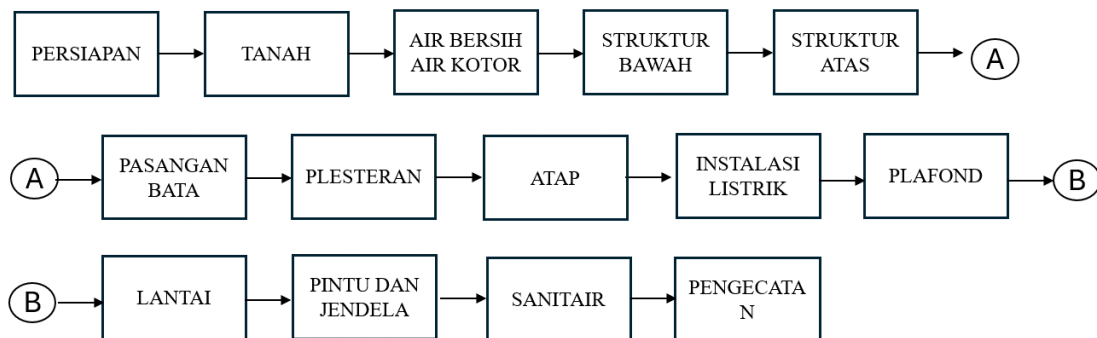 PERSIAPAN
TANAH
AIR BERSIH
AIR KOTOR
STRUKTUR
BAWAH
STRUKTUR
ATAS
A
A
PASANGAN
BATA
PLESTERAN
ATAP
INSTALASI
LISTRIK
PLAFOND
B
B
LANTAI
PINTU DAN
JENDELA
SANITAIR
PENGECATA
N